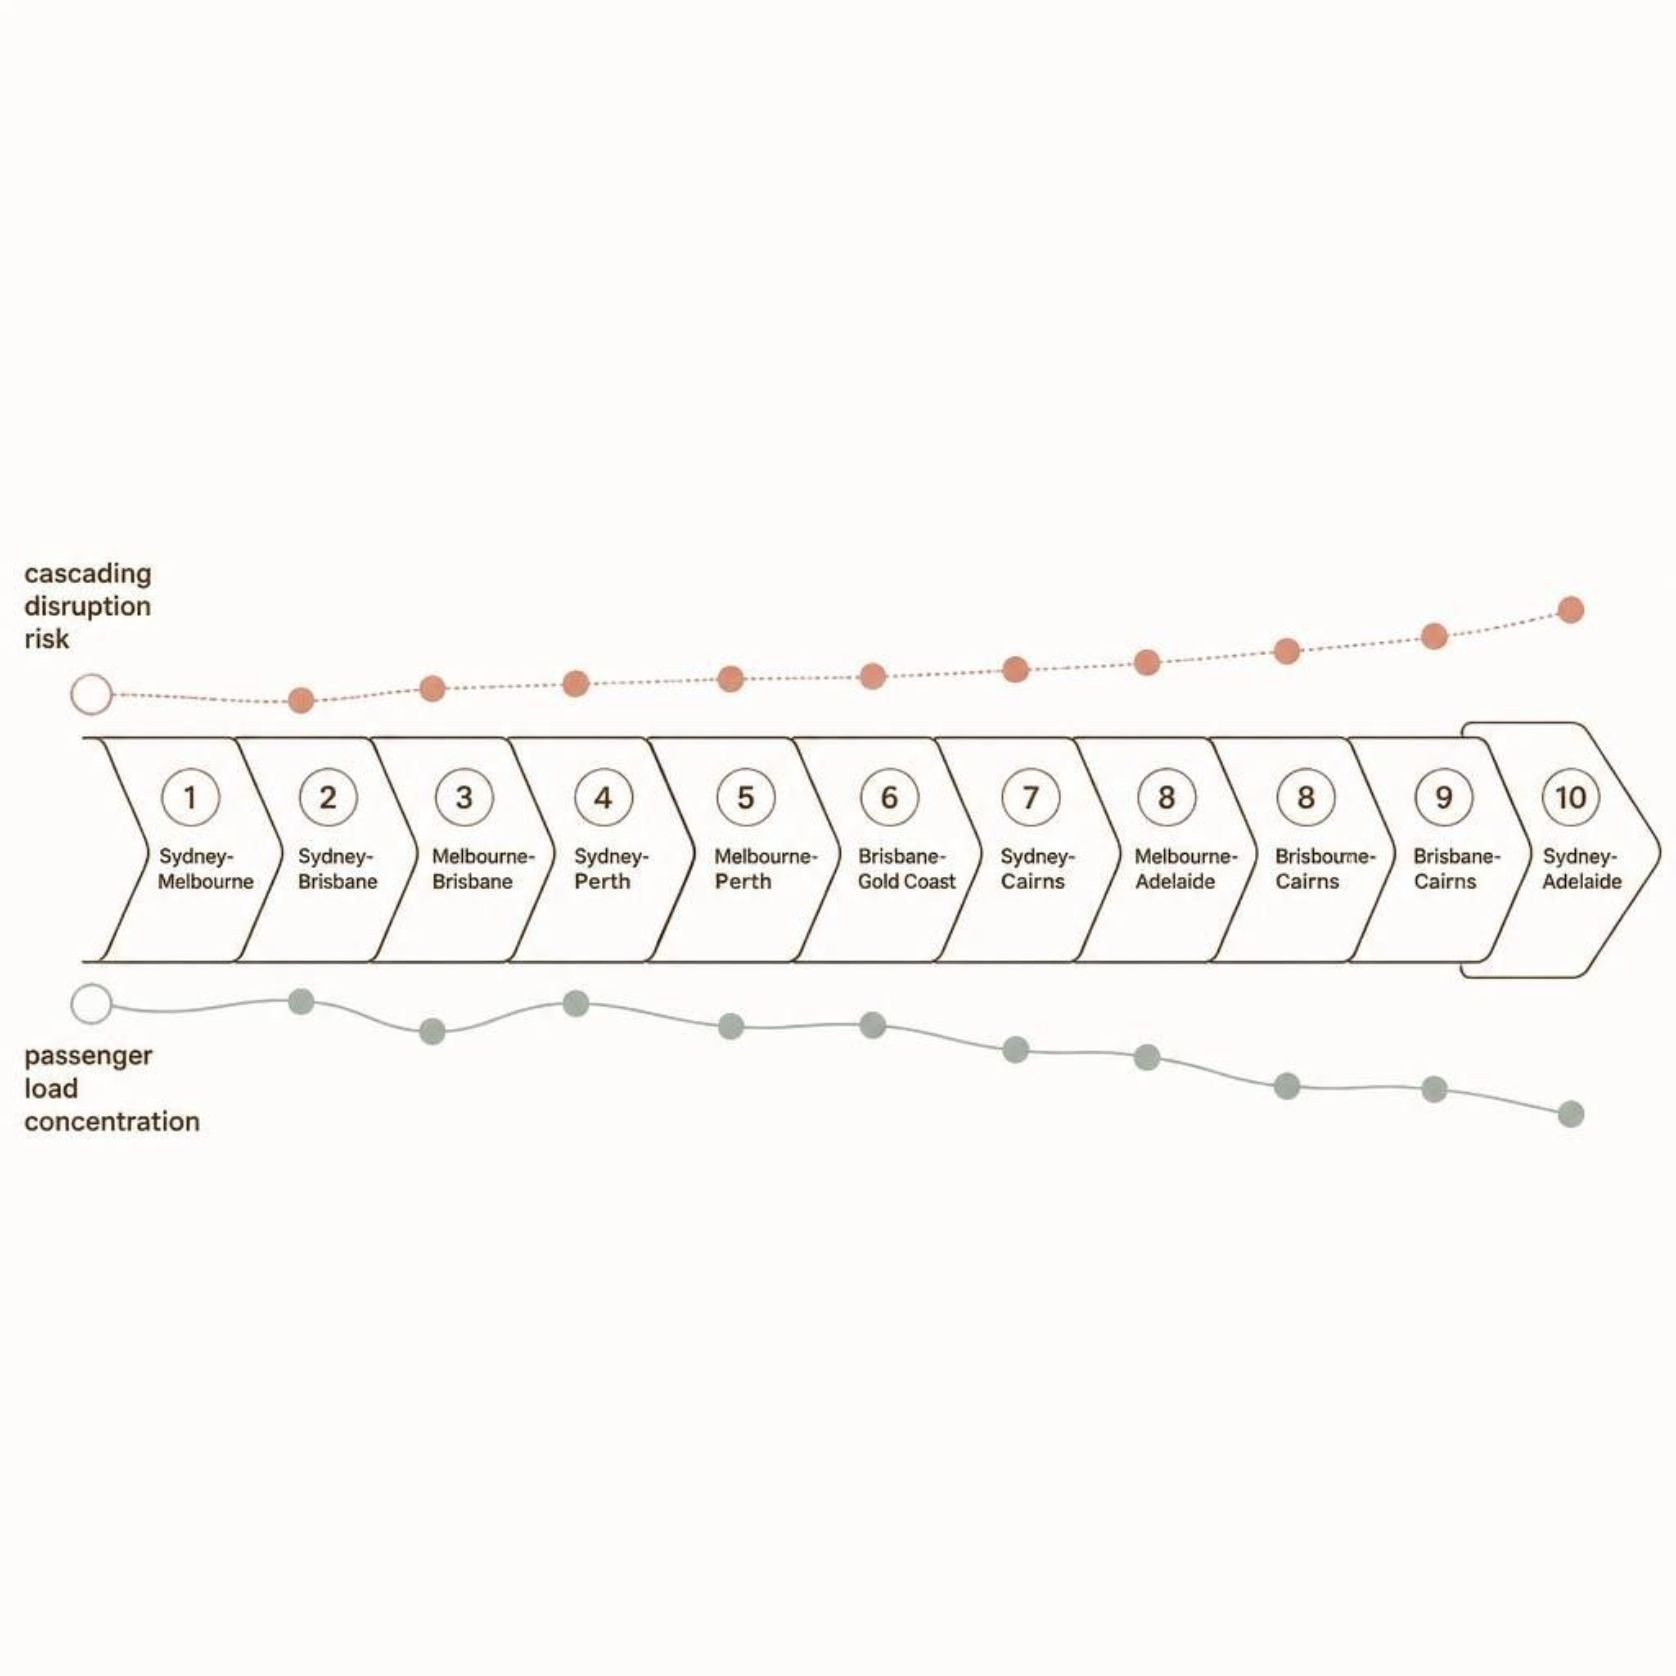 cascading
disruption
risk
1
Sydney-
Melbourne
2
Sydney-
Brisbane
3
Melbourne-
Brisbane
4
Sydney-
Perth
5
Melbourne-
Perth
6
Brisbane-
Gold Coast
7
Sydney-
Cairns
8
Melbourne-
Adelaide
8
Brisbourne-
Cairns
9
Brisbane-
Cairns
10
Sydney-
Adelaide
passenger
load
concentration